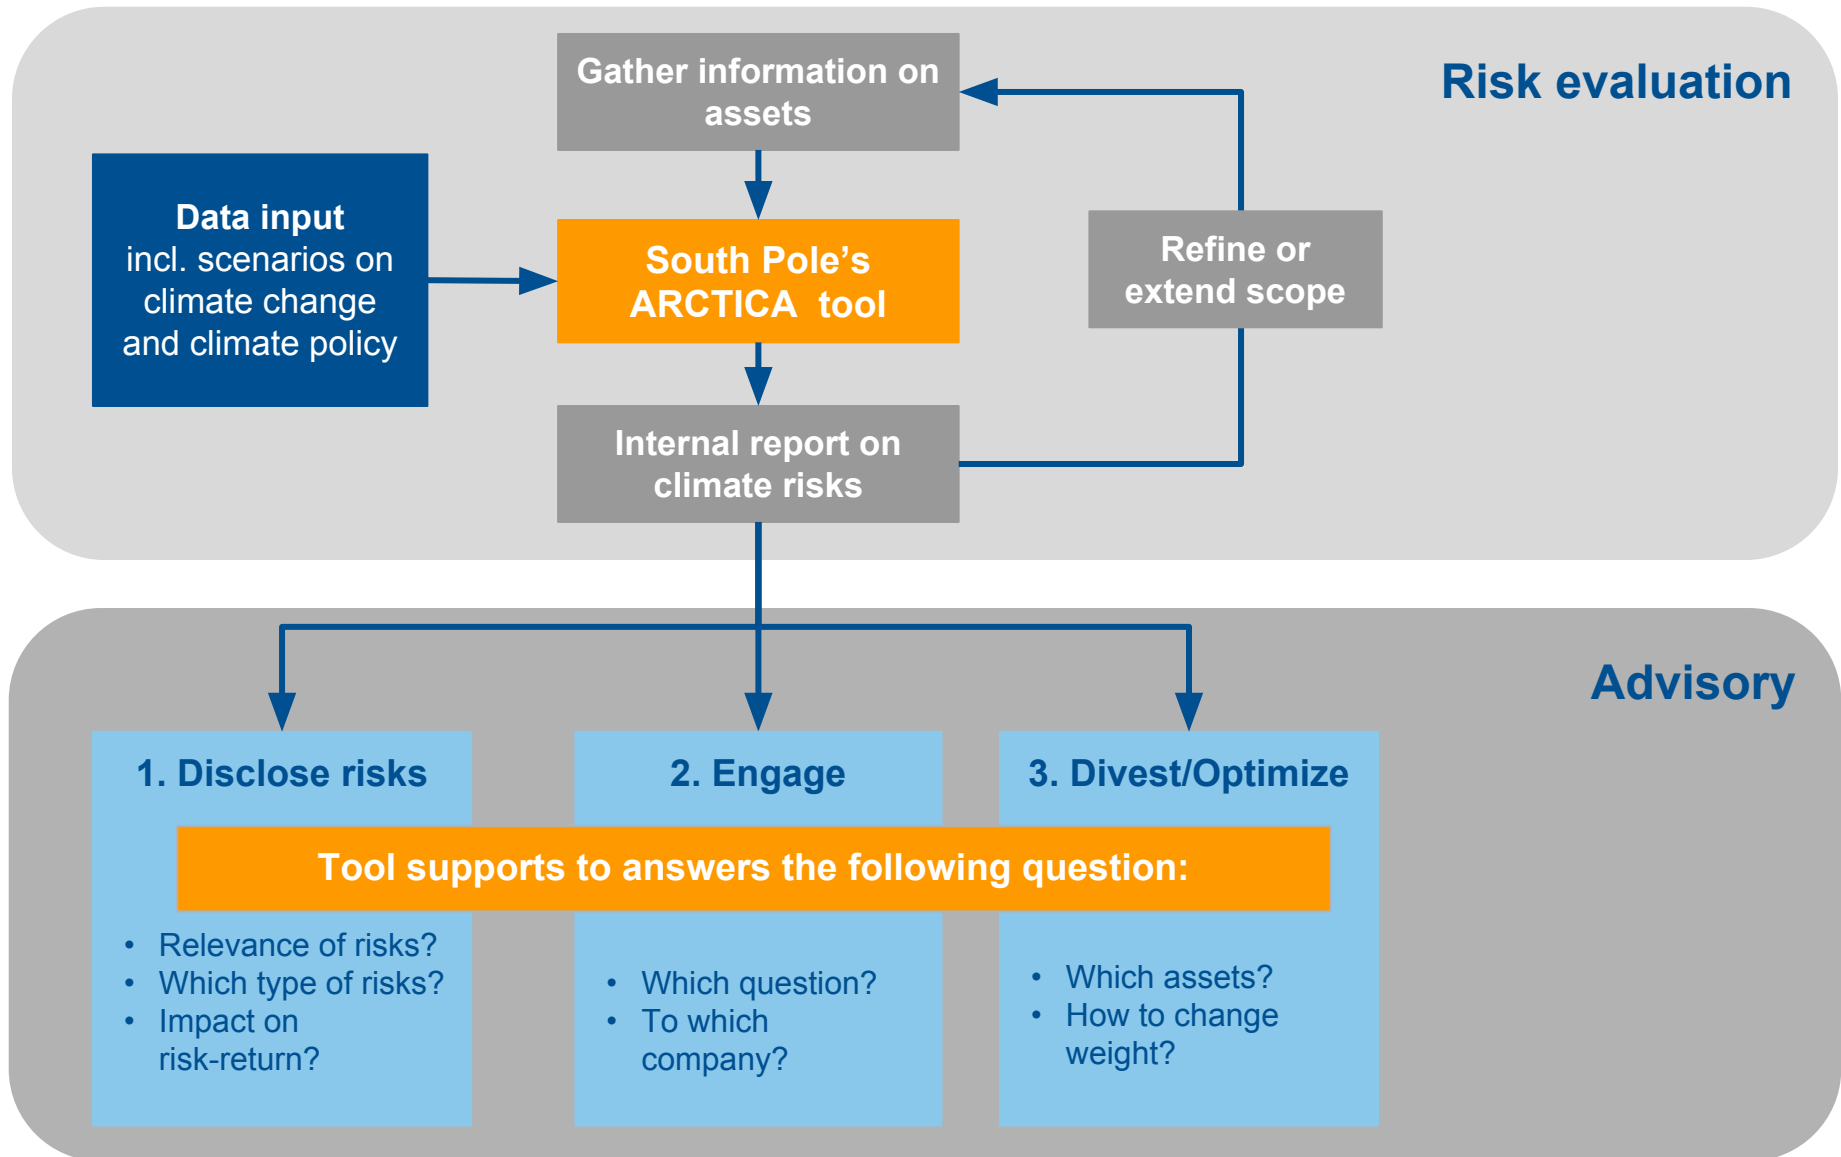 Risk evaluation
Gather information on
assets
Data input
incl. scenarios on
climate change
and climate policy
South Pole’s
ARCTICA tool
Refine or
extend scope
Internal report on
climate risks
Advisory
1. Disclose risks
2. Engage
3. Divest/Optimize
Tool supports to answers the following question:
• Relevance of risks?
• Which type of risks?
• Impact on
risk-return?
• Which question?
• To which
company?
• Which assets?
• How to change
weight?